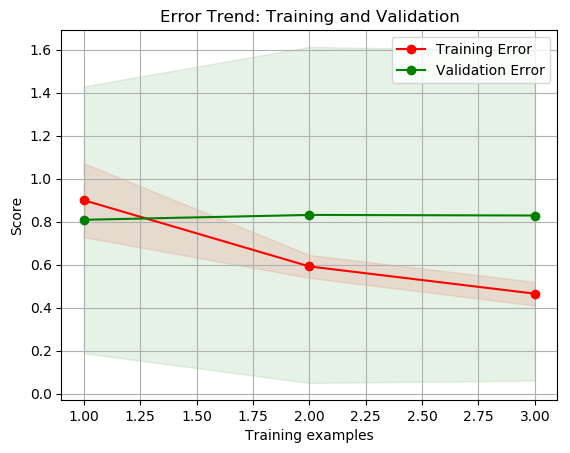 Error Trend: Training and Validation
Training Error
Validation Error
Score
1.6
1.4
1.2
1.0
0.8
0.6
0.4
0.2
0.0
1.00 1.25 1.50 1.75 2.00 2.25 2.50 2.75 3.00
Training examples